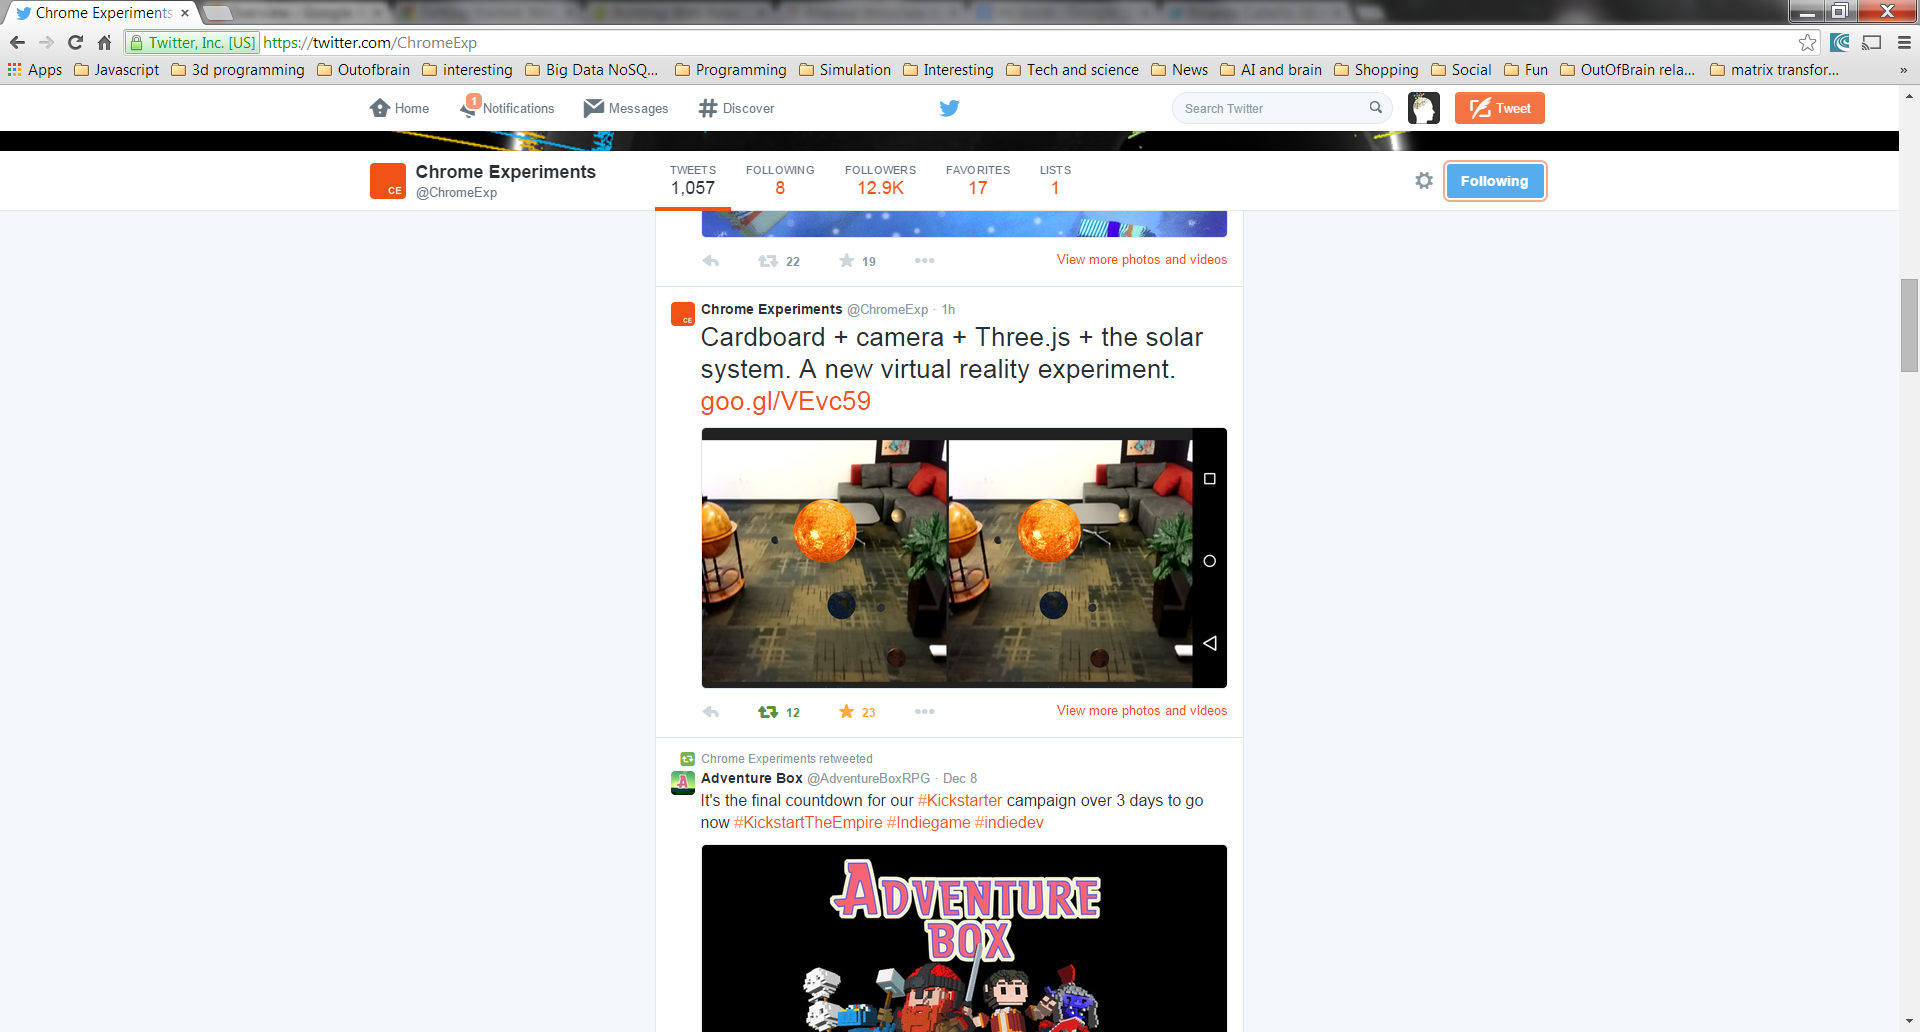 Chrome Experiments
Twitter, Inc. [US] https://twitter.com/ChromeExp
Apps Javascript 3d programming Outofbrain interesting Big Data NoSQ... Programming Simulation Interesting Tech and science News AI and brain Shopping Social Fun OutOfBrain rela... matrix transfor... »
Home 1 Notifications Messages Discover Search Twitter Tweet
CE Chrome Experiments
@ChromeExp
TWEETS FOLLOWING FOLLOWERS FAVORITES LISTS
1,057 8 12.9K 17 1
Following
22 19 View more photos and videos
CE Chrome Experiments @ChromeExp · 1h
Cardboard + camera + Three.js + the solar
system. A new virtual reality experiment.
goo.gl/VEvc59
12 23 View more photos and videos
Chrome Experiments retweeted
A Adventure Box @AdventureBoxRPG · Dec 8
It's the final countdown for our #Kickstarter campaign over 3 days to go
now #KickstartTheEmpire #Indiegame #indiedev
ADVENTURE
BOX